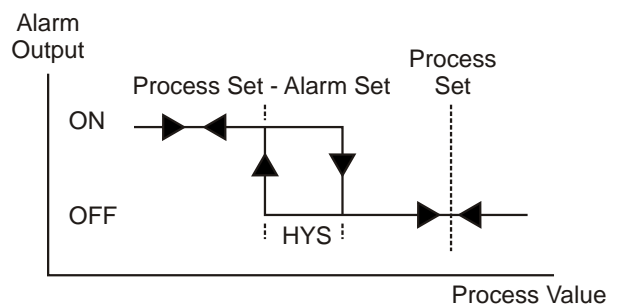 Alarm
Output
Process
Set
Process Set - Alarm Set
ON
OFF
HYS
Process Value